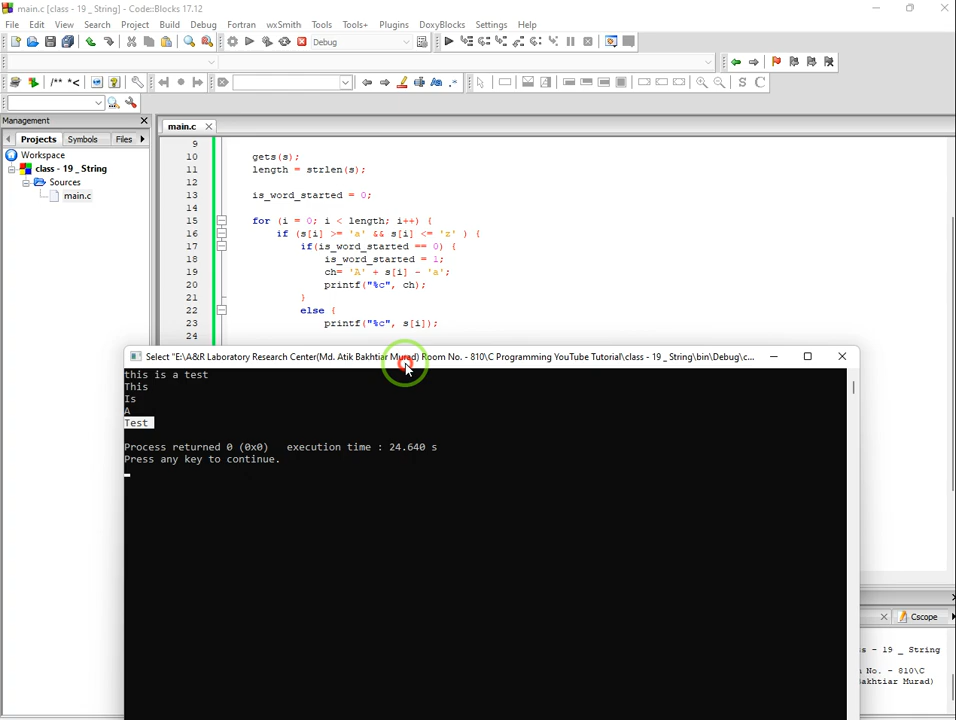 main.c [class - 19 _ String] - Code::Blocks 17.12
File Edit View Search Project Build Debug Fortran wxSmith Tools Tools+ Plugins DoxyBlocks Settings Help
Debug
/** *<
.*
S C
Management
main.c
Projects Symbols Files
Workspace
class - 19 _ String
Sources
main.c
9
10 gets(s);
11 length = strlen(s);
12
13 is_word_started = 0;
14
15 for (i = 0; i < length; i++) {
16 if (s[i] >= 'a' && s[i] <= 'z' ) {
17 if(is_word_started == 0) {
18 is_word_started = 1;
19 ch= 'A' + s[i] - 'a';
20 printf("%c", ch);
21 }
22 else {
23 printf("%c", s[i]);
24
Select "E:\A&R Laboratory Research Center(Md. Atik Bakhtiar Murad) Room No. - 810\C Programming YouTube Tutorial\class - 19 _ String\bin\Debug\c...
this is a test
This
Is
A
Test
Process returned 0 (0x0) execution time : 24.640 s
Press any key to continue.
Cscope
s - 19 _ String
No. - 810\C
akhtiar Murad)